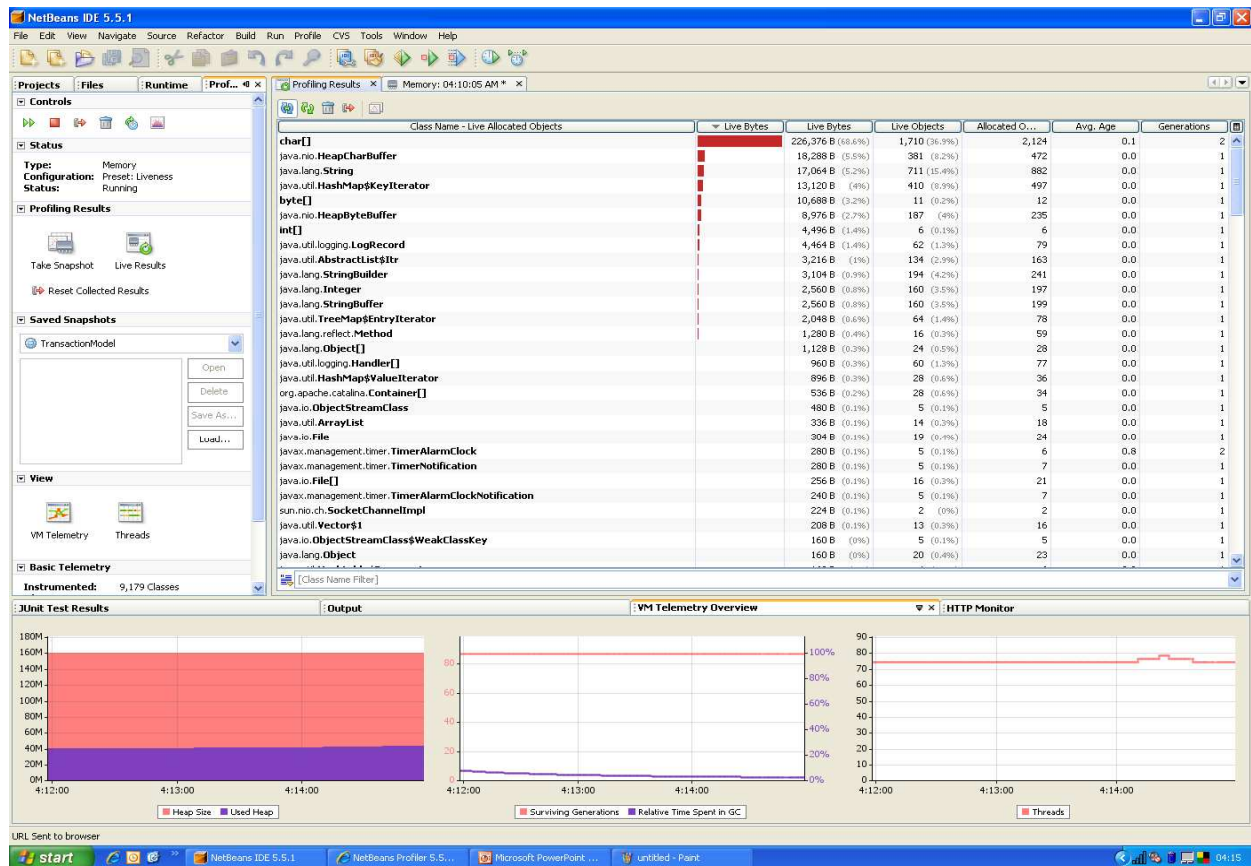 NetBeans IDE 5.5.1
File Edit View Navigate Source Refactor Build Run Profile CVS Tools Window Help
Projects Files Runtime Prof...
Controls
Status
Type: Memory
Configuration: Preset: Liveness
Status: Running
Profiling Results
Take Snapshot Live Results
Reset Collected Results
Saved Snapshots
TransactionModel
Open
Delete
Save As...
Load...
View
VM Telemetry Threads
Basic Telemetry
Instrumented: 9,179 Classes
Profiling Results Memory: 04:10:05 AM *
Class Name - Live Allocated Objects Live Bytes Live Bytes Live Objects Allocated O... Avg. Age Generations
char[] 226,376 B (68.6%) 1,710 (36.9%) 2,124 0.1 2
java.nio.HeapCharBuffer 18,288 B (5.5%) 381 (8.2%) 472 0.0 1
java.lang.String 17,064 B (5.2%) 711 (15.4%) 882 0.0 1
java.util.HashMap$KeyIterator 13,120 B (4%) 410 (8.9%) 497 0.0 1
byte[] 10,688 B (3.2%) 11 (0.2%) 12 0.0 1
java.nio.HeapByteBuffer 8,976 B (2.7%) 187 (4%) 235 0.0 1
int[] 4,496 B (1.4%) 6 (0.1%) 6 0.0 1
java.util.logging.LogRecord 4,464 B (1.4%) 62 (1.3%) 79 0.0 1
java.util.AbstractList$Itr 3,216 B (1%) 134 (2.9%) 163 0.0 1
java.lang.StringBuilder 3,104 B (0.9%) 194 (4.2%) 241 0.0 1
java.lang.Integer 2,560 B (0.8%) 160 (3.5%) 197 0.0 1
java.lang.StringBuffer 2,560 B (0.8%) 160 (3.5%) 199 0.0 1
java.util.TreeMap$EntryIterator 2,048 B (0.6%) 64 (1.4%) 78 0.0 1
java.lang.reflect.Method 1,280 B (0.4%) 16 (0.3%) 59 0.0 1
java.lang.Object[] 1,128 B (0.3%) 24 (0.5%) 28 0.0 1
java.util.logging.Handler[] 960 B (0.3%) 60 (1.3%) 77 0.0 1
java.util.HashMap$ValueIterator 896 B (0.3%) 28 (0.6%) 36 0.0 1
org.apache.catalina.Container[] 536 B (0.2%) 28 (0.6%) 34 0.0 1
java.io.ObjectStreamClass 480 B (0.1%) 5 (0.1%) 5 0.0 1
java.util.ArrayList 336 B (0.1%) 14 (0.3%) 18 0.0 1
java.io.File 304 B (0.1%) 19 (0.4%) 24 0.0 1
javax.management.timer.TimerAlarmClock 280 B (0.1%) 5 (0.1%) 6 0.8 2
javax.management.timer.TimerNotification 280 B (0.1%) 5 (0.1%) 7 0.0 1
java.io.File[] 256 B (0.1%) 16 (0.3%) 21 0.0 1
javax.management.timer.TimerAlarmClockNotification 240 B (0.1%) 5 (0.1%) 7 0.0 1
sun.nio.ch.SocketChannelImpl 224 B (0.1%) 2 (0%) 2 0.0 1
java.util.Vector$1 208 B (0.1%) 13 (0.3%) 16 0.0 1
java.io.ObjectStreamClass$WeakClassKey 160 B (0%) 5 (0.1%) 5 0.0 1
java.lang.Object 160 B (0%) 20 (0.4%) 23 0.0 1
[Class Name Filter]
JUnit Test Results Output VM Telemetry Overview HTTP Monitor
180M
160M
140M
120M
100M
80M
60M
40M
20M
0M
4:12:00 4:13:00 4:14:00
Heap Size Used Heap
80
60
40
20
0
100%
80%
60%
40%
20%
0%
4:12:00 4:13:00 4:14:00
Surviving Generations Relative Time Spent in GC
90
80
70
60
50
40
30
20
10
0
4:12:00 4:13:00 4:14:00
Threads
URL Sent to browser
start NetBeans IDE 5.5.1 NetBeans Profiler 5.5... Microsoft PowerPoint ... untitled - Paint 04:15